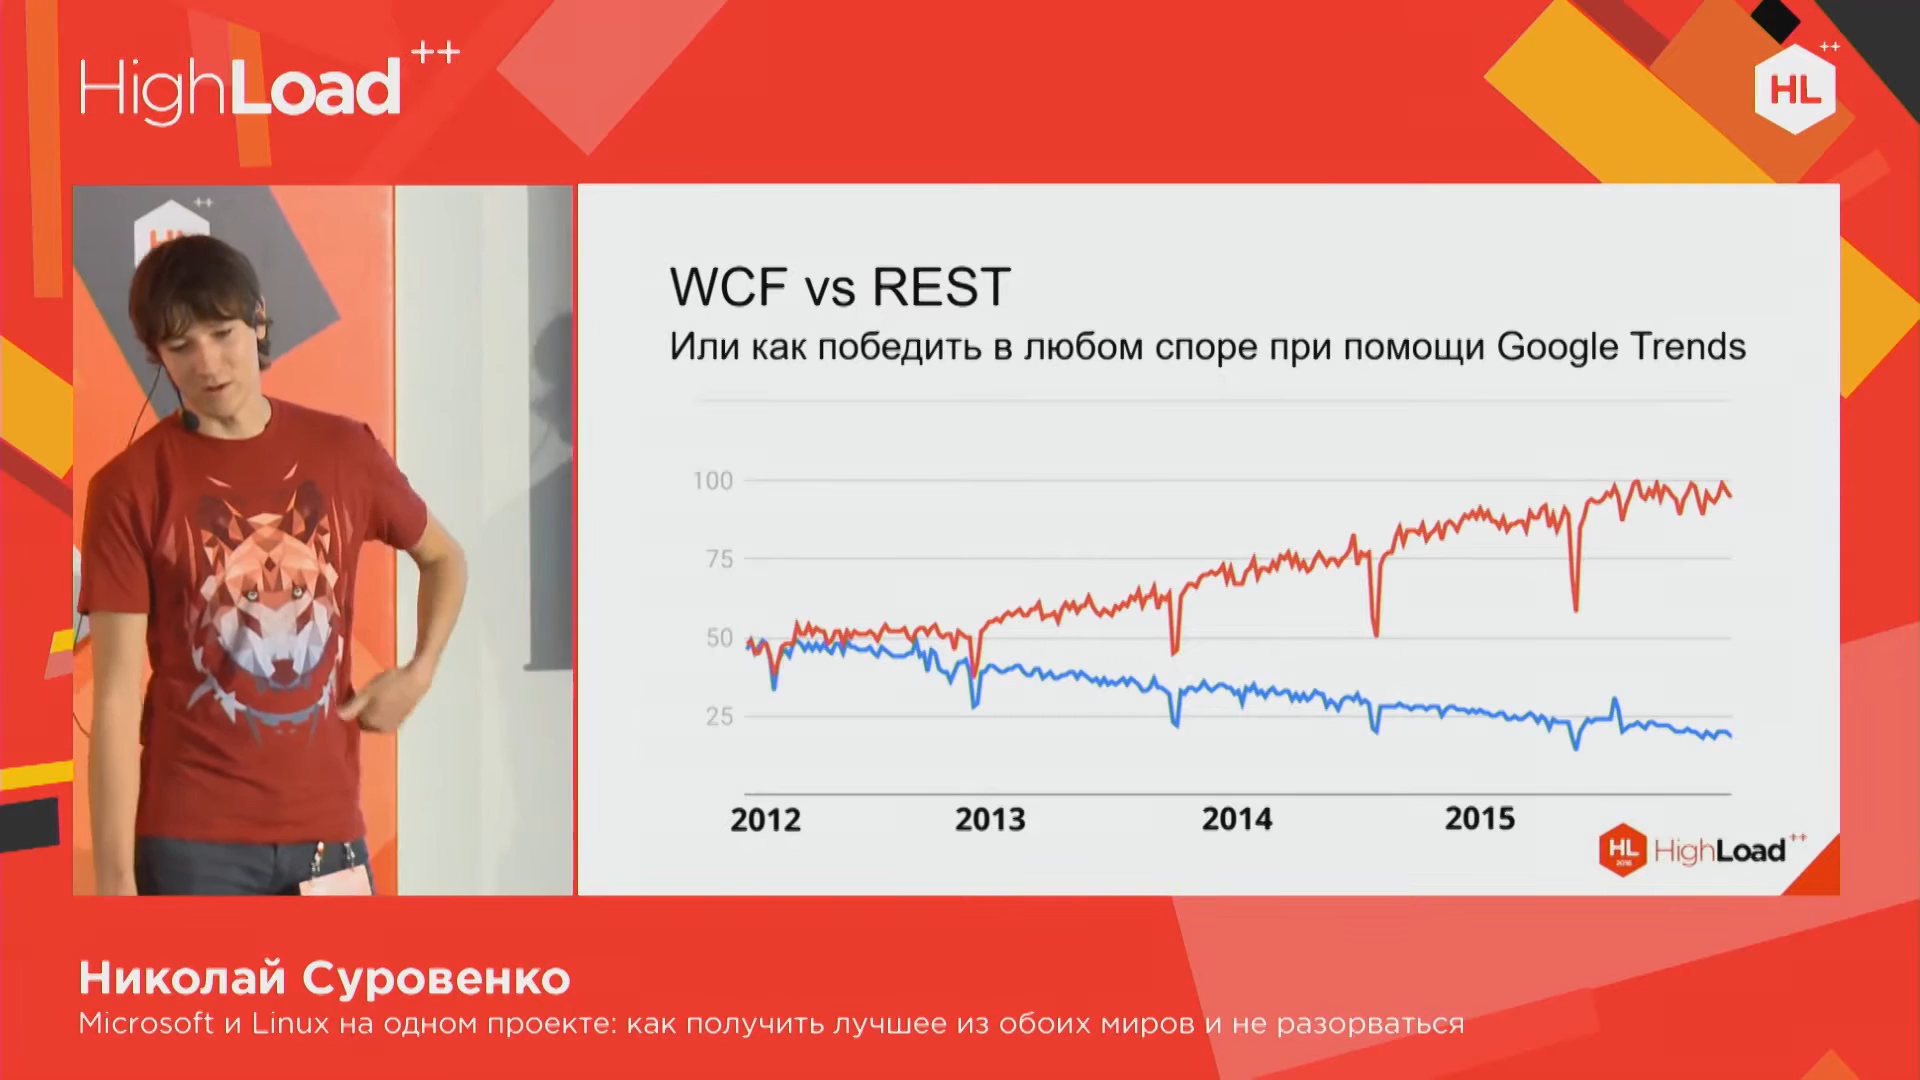 HighLoad++
HL++
WCF vs REST
Или как победить в любом споре при помощи Google Trends
100
75
50
25
2012
2013
2014
2015
HL
2016
HighLoad++
Николай Суровенко
Microsoft и Linux на одном проекте: как получить лучшее из обоих миров и не разорваться